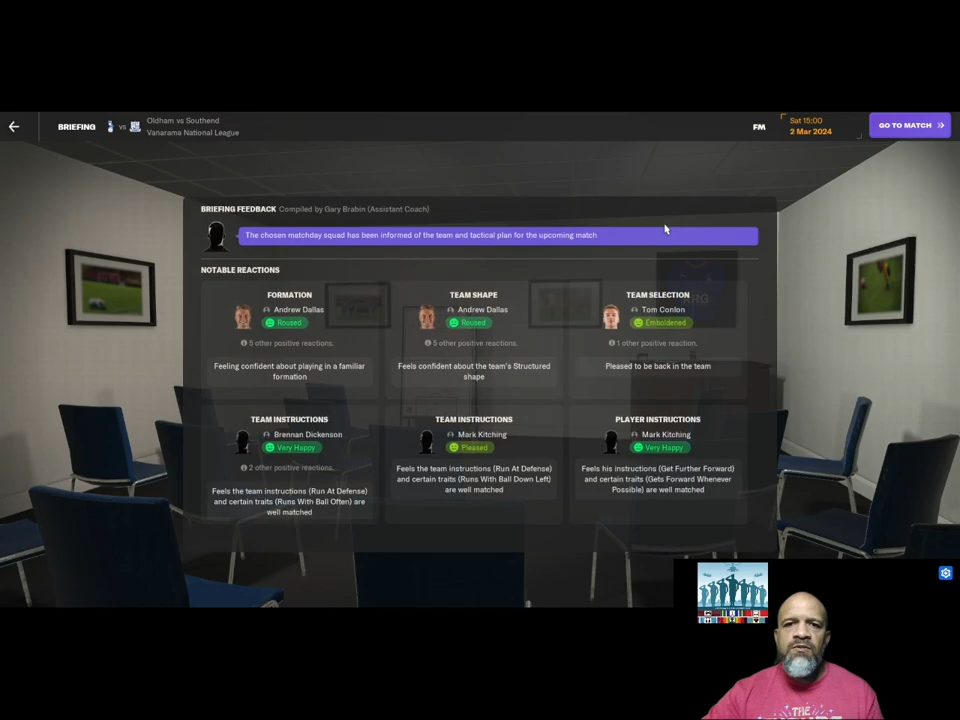 BRIEFING
vs
Oldham vs Southend
Vanarama National League
FM
Sat 15:00
2 Mar 2024
GO TO MATCH
BRIEFING FEEDBACK Compiled by Gary Brabin (Assistant Coach)
The chosen matchday squad has been informed of the team and tactical plan for the upcoming match
NOTABLE REACTIONS
FORMATION
Andrew Dallas
Roused
5 other positive reactions.
Feeling confident about playing in a familiar
formation
TEAM SHAPE
Andrew Dallas
Roused
5 other positive reactions.
Feels confident about the team's Structured
shape
TEAM SELECTION
Tom Conlon
Emboldened
1 other positive reaction.
Pleased to be back in the team
TEAM INSTRUCTIONS
Brennan Dickenson
Very Happy
2 other positive reactions.
Feels the team instructions (Run At Defense)
and certain traits (Runs With Ball Often) are
well matched
TEAM INSTRUCTIONS
Mark Kitching
Pleased
Feels the team instructions (Run At Defense)
and certain traits (Runs With Ball Down Left)
are well matched
PLAYER INSTRUCTIONS
Mark Kitching
Very Happy
Feels his instructions (Get Further Forward)
and certain traits (Gets Forward Whenever
Possible) are well matched
THE